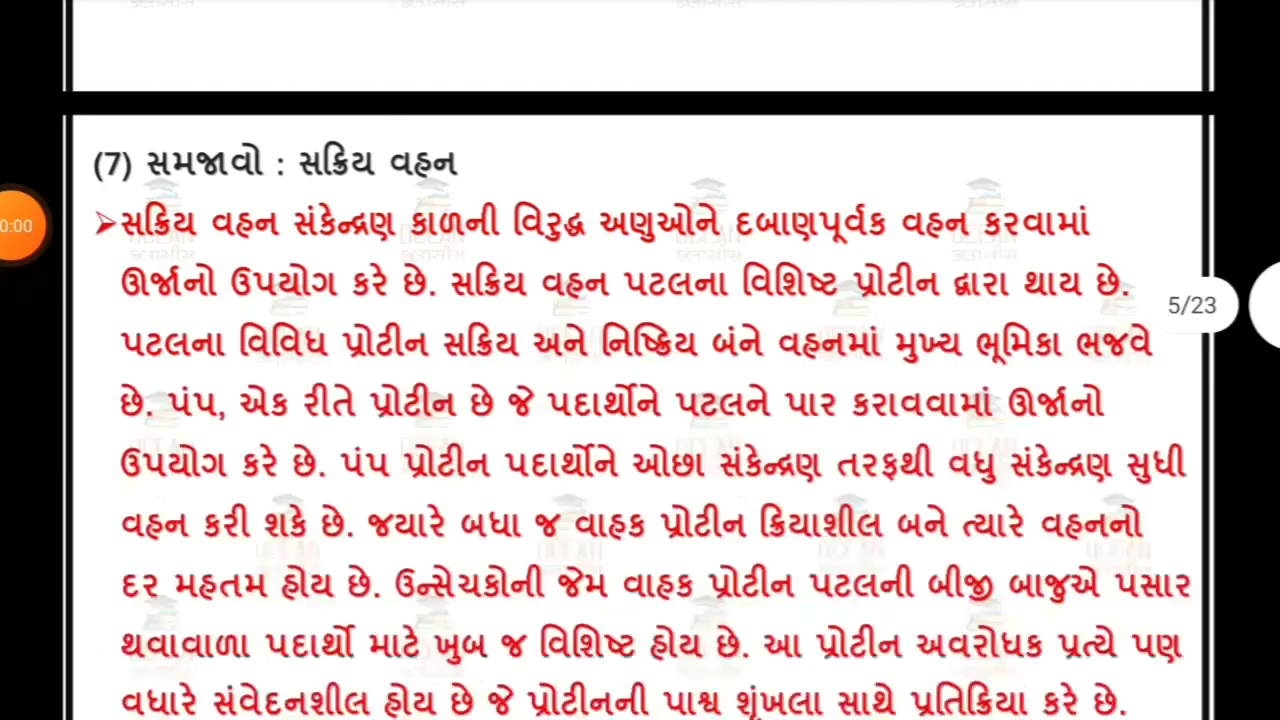 (7) સમજાવો : સક્રિય વહન
➢સક્રિય વહન સંકેન્દ્રણ કાળની વિરુદ્ધ અણુઓને દબાણપૂર્વક વહન કરવામાં
ઊર્જાનો ઉપયોગ કરે છે. સક્રિય વહન પટલના વિશિષ્ટ પ્રોટીન દ્વારા થાય છે.
5/23
0:00
પટલના વિવિધ પ્રોટીન સક્રિય અને નિષ્ક્રિય બંને વહનમાં મુખ્ય ભૂમિકા ભજવે
છે. પંપ, એક રીતે પ્રોટીન છે જે પદાર્થોને પટલને પાર કરાવવામાં ઊર્જાનો
ઉપયોગ કરે છે. પંપ પ્રોટીન પદાર્થોને ઓછા સંકેન્દ્રણ તરફથી વધુ સંકેન્દ્રણ સુધી
વહન કરી શકે છે. જયારે બધા જ વાહક પ્રોટીન ક્રિયાશીલ બને ત્યારે વહનનો
દર મહતમ હોય છે. ઉત્સેચકોની જેમ વાહક પ્રોટીન પટલની બીજી બાજુએ પસાર
થવાવાળા પદાર્થો માટે ખુબ જ વિશિષ્ટ હોય છે. આ પ્રોટીન અવરોધક પ્રત્યે પણ
વધારે સંવેદનશીલ હોય છે જે પ્રોટીનની પાશ્વ શૃંખલા સાથે પ્રતિક્રિયા કરે છે.